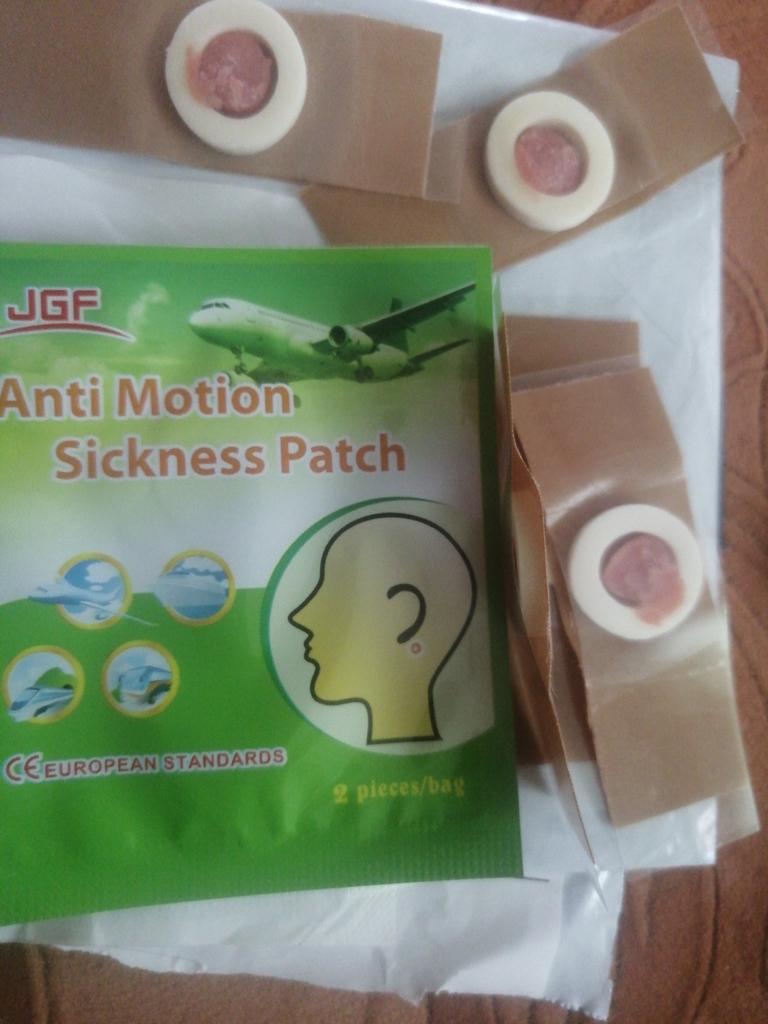 JGF
Anti Motion
Sickness Patch
CE EUROPEAN STANDARDS
2 pieces/bag